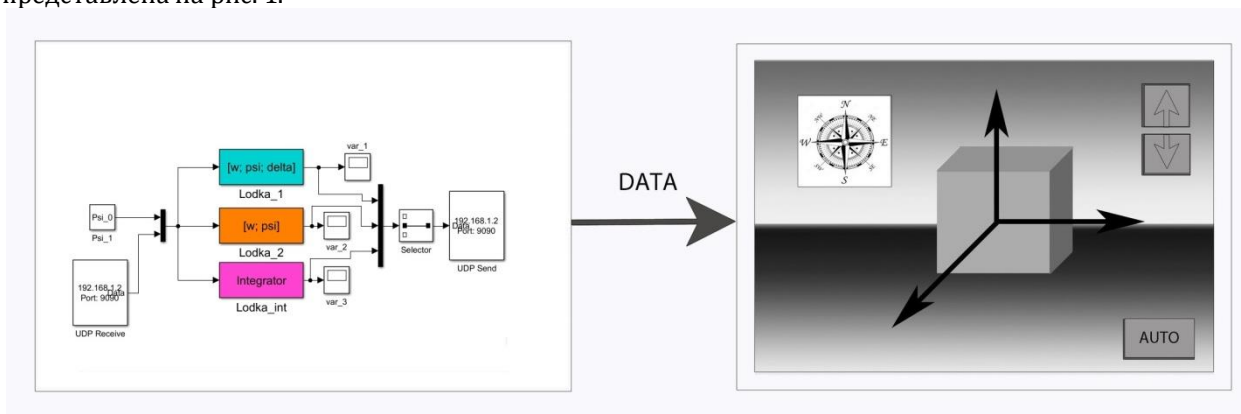 представлена на рис. 1.
Psi_0
Psi_1
192.168.1.2
Port: 9090
Data
UDP Receive
[w; psi; delta]
Lodka_1
[w; psi]
Lodka_2
Integrator
Lodka_int
var_1
var_2
var_3
Selector
192.168.1.2
Data
Port: 9090
UDP Send
DATA
N
W
E
S
AUTO